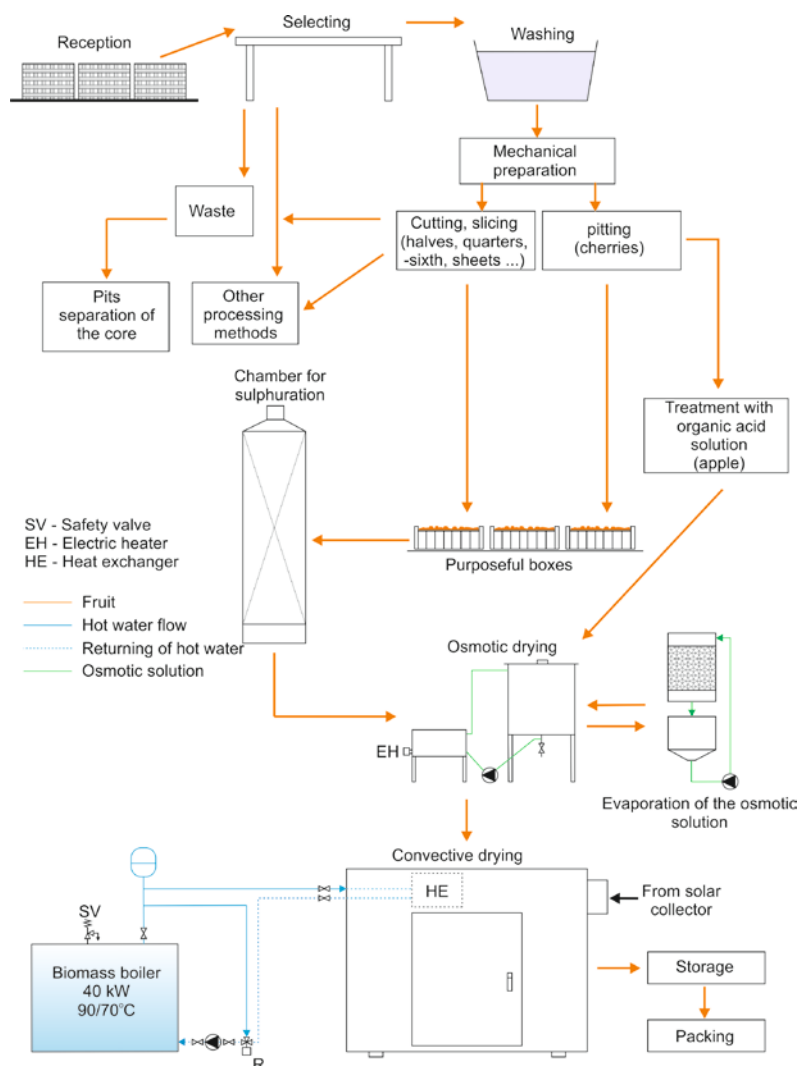 Selecting
Reception
Washing
Mechanical
preparation
Waste
Cutting, slicing
(halves, quarters,
-sixth, sheets ...)
pitting
(cherries)
Pits
separation of
the core
Other
processing
methods
Chamber for
sulphuration
Treatment with
organic acid
solution
(apple)
SV - Safety valve
EH - Electric heater
HE - Heat exchanger
Purposeful boxes
Fruit
Hot water flow
Returning of hot water
Osmotic solution
Osmotic drying
EH
Evaporation of the osmotic
solution
Convective drying
HE
From solar
collector
SV
Biomass boiler
40 kW
90/70°C
Storage
Packing
R